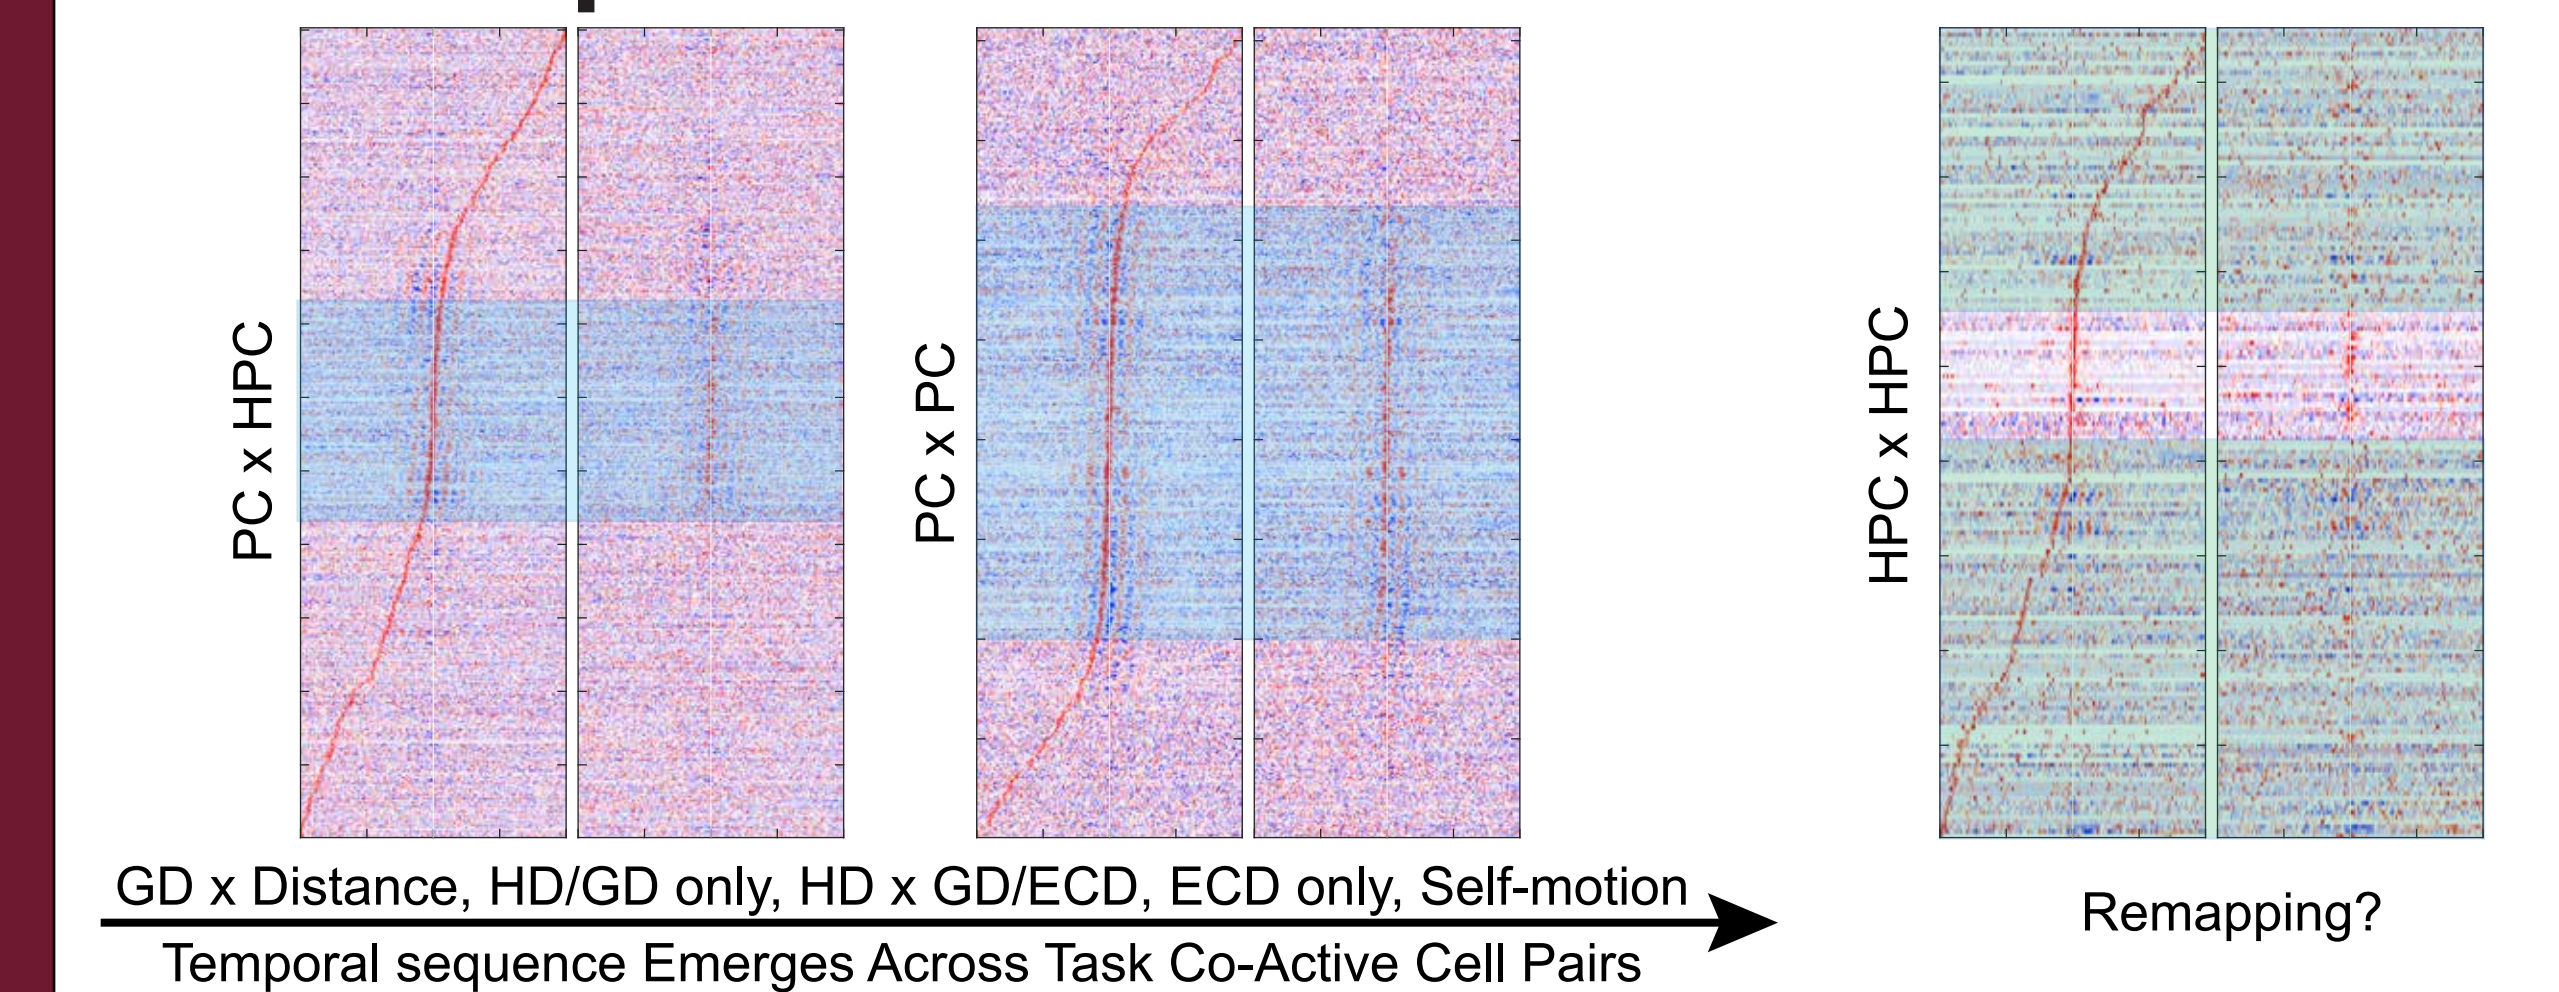 PC x HPC
PC x PC
HPC x HPC
GD x Distance, HD/GD only, HD x GD/ECD, ECD only, Self-motion
Temporal sequence Emerges Across Task Co-Active Cell Pairs
Remapping?